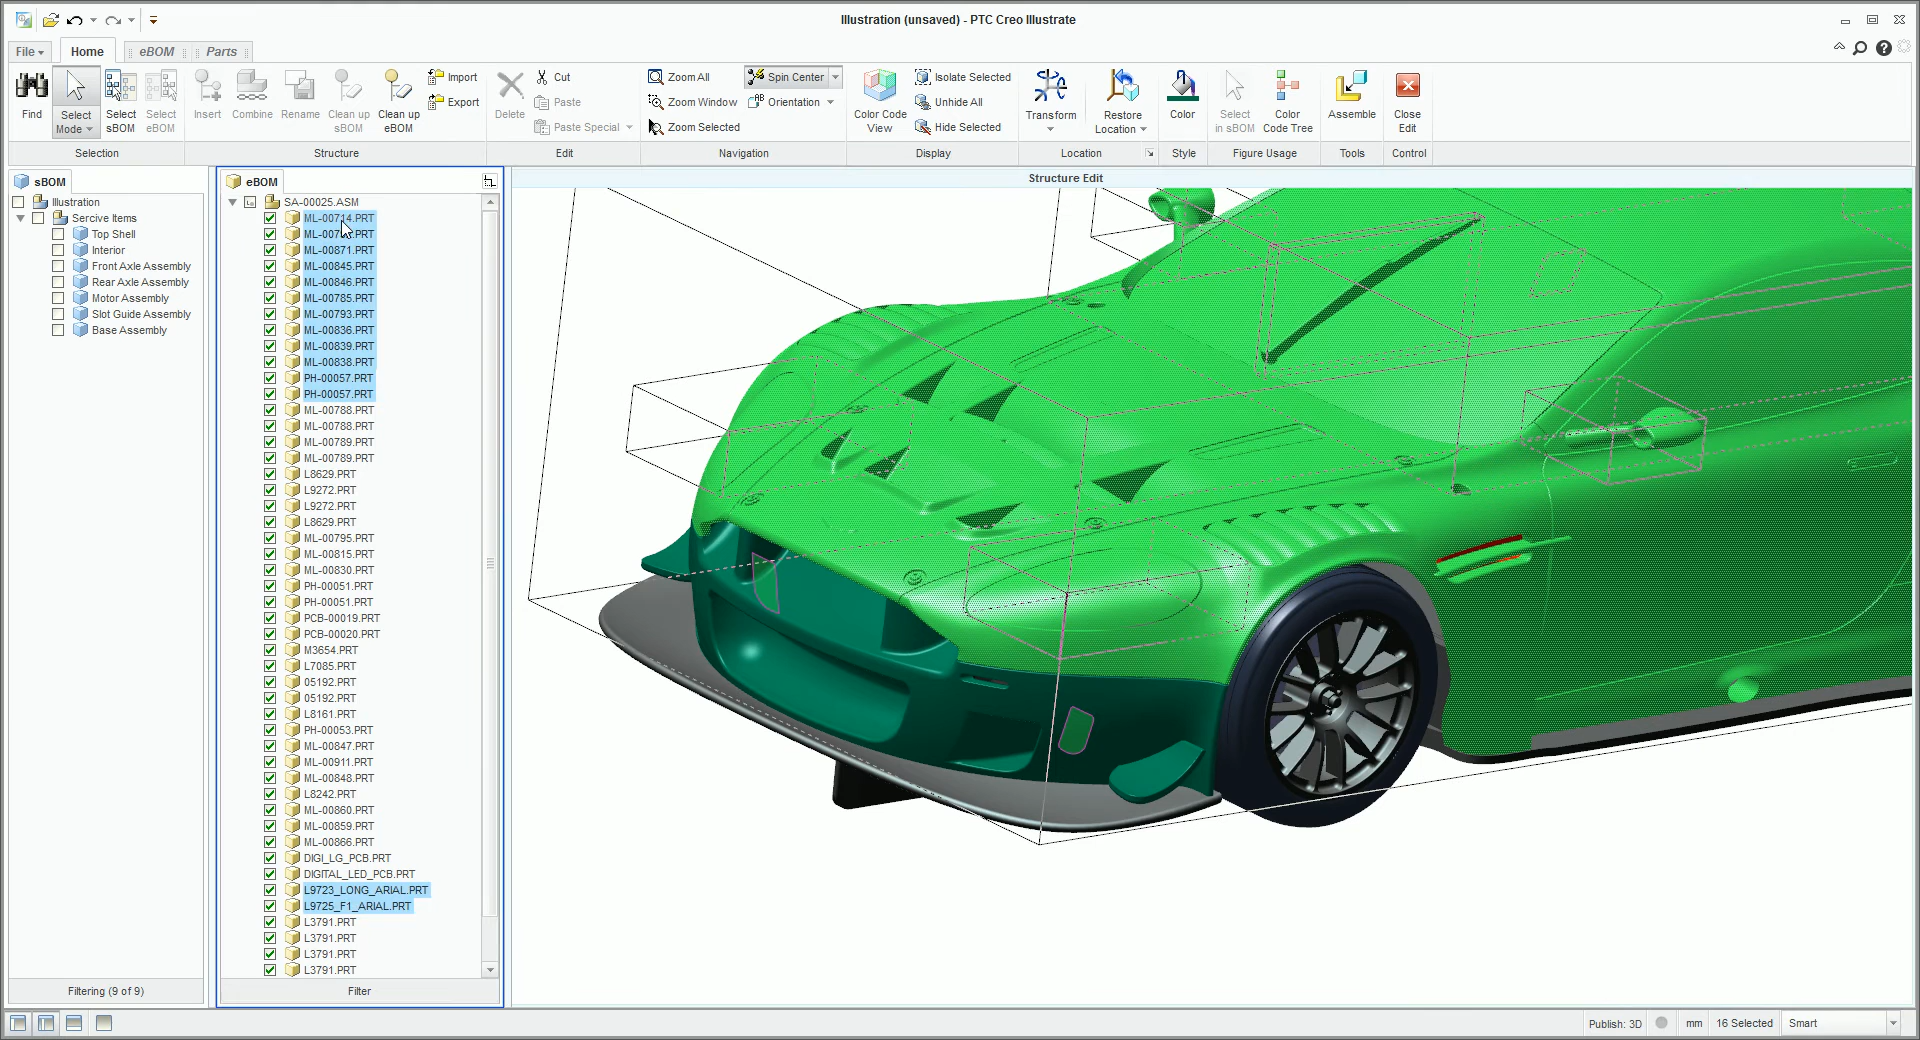 Illustration (unsaved) - PTC Creo Illustrate
File
Home
eBOM
Parts
Find
Select Mode
Select sBOM
Select eBOM
Selection
Insert
Combine
Rename
Clean up sBOM
Clean up eBOM
Import
Export
Structure
Delete
Cut
Paste
Paste Special
Edit
Zoom All
Zoom Window
Zoom Selected
Spin Center
Orientation
Navigation
Color Code View
Isolate Selected
Unhide All
Hide Selected
Display
Transform
Restore Location
Location
Color
Style
Select in sBOM
Color Code Tree
Figure Usage
Assemble
Tools
Close Edit
Control
sBOM
Illustration
Sercive Items
Top Shell
Interior
Front Axle Assembly
Rear Axle Assembly
Motor Assembly
Slot Guide Assembly
Base Assembly
Filtering (9 of 9)
eBOM
SA-00025.ASM
ML-00714.PRT
ML-00871.PRT
ML-00845.PRT
ML-00846.PRT
ML-00785.PRT
ML-00793.PRT
ML-00836.PRT
ML-00839.PRT
ML-00838.PRT
PH-00057.PRT
PH-00057.PRT
ML-00788.PRT
ML-00788.PRT
ML-00789.PRT
ML-00789.PRT
L8629.PRT
L9272.PRT
L9272.PRT
L8629.PRT
ML-00795.PRT
ML-00815.PRT
ML-00830.PRT
PH-00051.PRT
PH-00051.PRT
PCB-00019.PRT
PCB-00020.PRT
M3654.PRT
L7085.PRT
05192.PRT
05192.PRT
L8161.PRT
PH-00053.PRT
ML-00847.PRT
ML-00911.PRT
ML-00848.PRT
L8242.PRT
ML-00860.PRT
ML-00859.PRT
ML-00866.PRT
DIGI_LG_PCB.PRT
DIGITAL_LED_PCB.PRT
L9723_LONG_ARIAL.PRT
L9725_F1_ARIAL.PRT
L3791.PRT
L3791.PRT
L3791.PRT
L3791.PRT
Filter
Structure Edit
Publish: 3D
mm
16 Selected
Smart